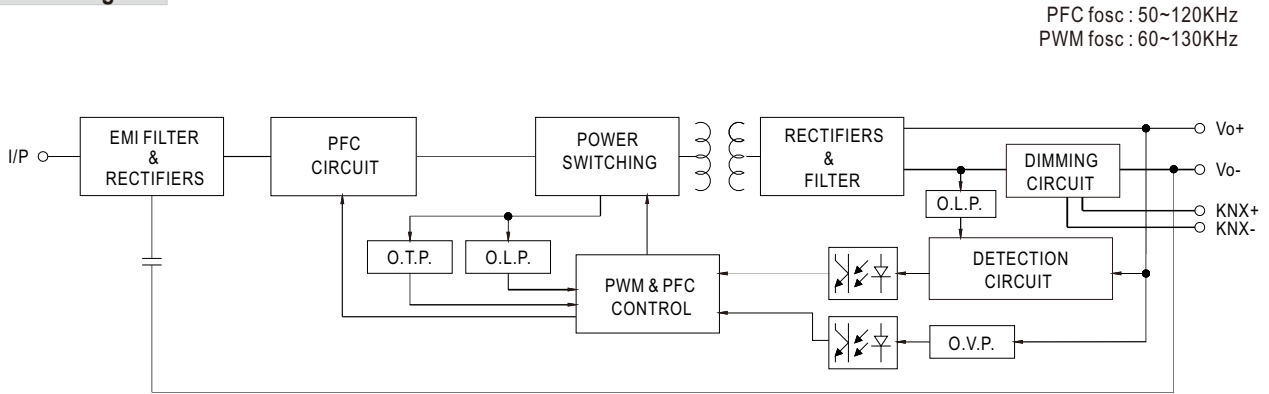 PFC fosc : 50~120KHz
PWM fosc : 60~130KHz
I/P
EMI FILTER
&
RECTIFIERS
PFC
CIRCUIT
POWER
SWITCHING
RECTIFIERS
&
FILTER
DIMMING
CIRCUIT
Vo+
Vo-
KNX+
KNX-
O.L.P.
O.T.P.
O.L.P.
PWM & PFC
CONTROL
DETECTION
CIRCUIT
O.V.P.